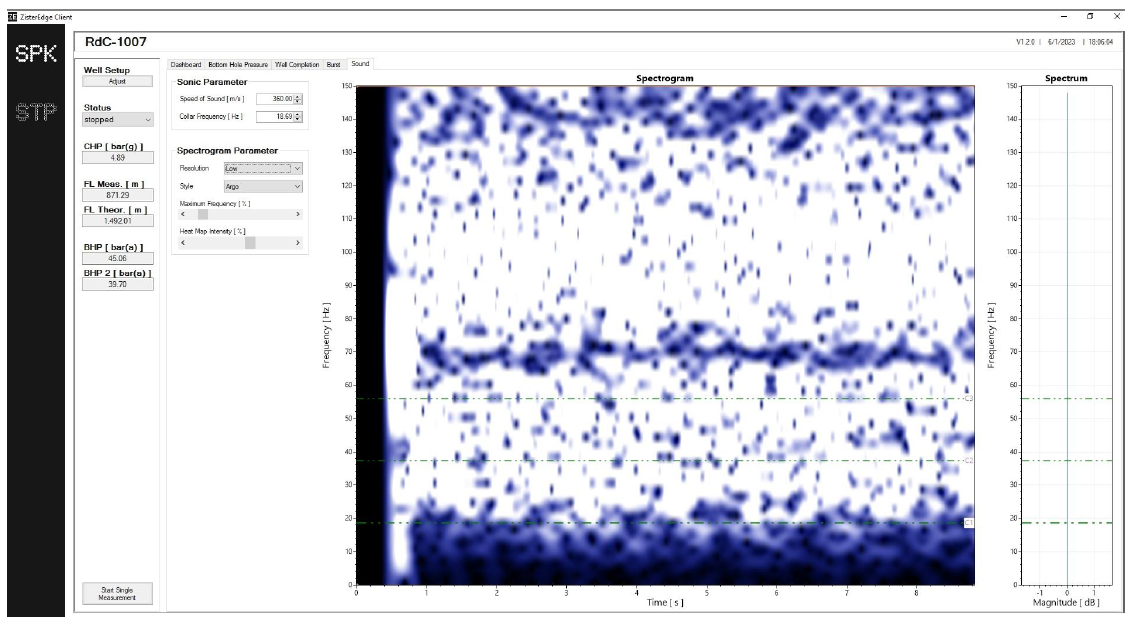 ZE ZisterEdge Client
SPK
STP
RdC-1007
V1.2.0 | 6/1/2023 | 18:06:04
Well Setup
Adjust
Status
stopped
CHP [ bar(g) ]
4.89
FL Meas. [ m ]
871.29
FL Theor. [ m ]
1,492.01
BHP [ bar(a) ]
45.06
BHP 2 [ bar(a) ]
39.70
Start Single
Measurement
Dashboard Bottom Hole Pressure Well Completion Burst Sound
Sonic Parameter
Speed of Sound [ m/s ] 360.00
Collar Frequency [ Hz ] 18.69
Spectrogram Parameter
Resolution Low
Style Argo
Maximum Frequency [ % ]
Heat Map Intensity [ % ]
Spectrogram
Frequency [ Hz ]
150
140
130
120
110
100
90
80
70
60
50
40
30
20
10
0
C3
C2
C1
0 1 2 3 4 5 6 7 8
Time [ s ]
Spectrum
Frequency [ Hz ]
150
140
130
120
110
100
90
80
70
60
50
40
30
20
10
0
-1 0 1
Magnitude [ dB ]